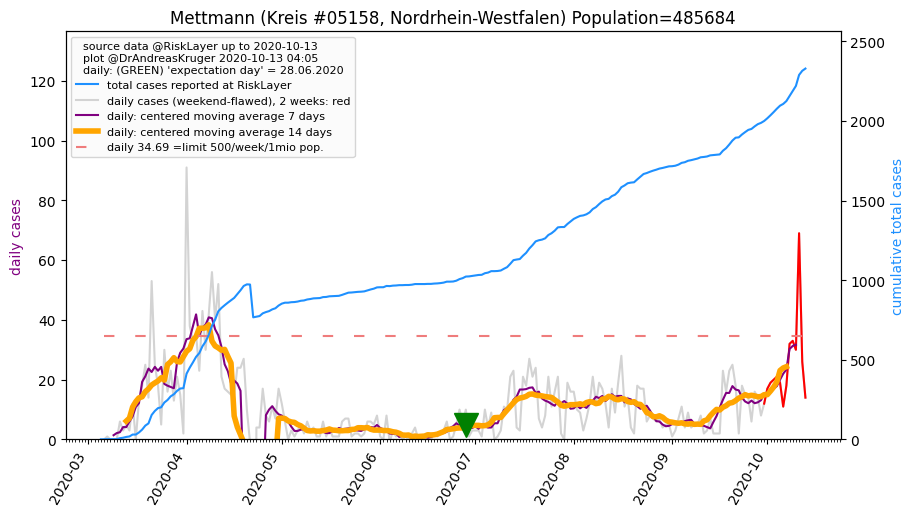 Mettmann (Kreis #05158, Nordrhein-Westfalen) Population=485684
source data @RiskLayer up to 2020-10-13
plot @DrAndreasKruger 2020-10-13 04:05
daily: (GREEN) 'expectation day' = 28.06.2020
total cases reported at RiskLayer
daily cases (weekend-flawed), 2 weeks: red
daily: centered moving average 7 days
daily: centered moving average 14 days
daily 34.69 =limit 500/week/1mio pop.
daily cases
120
100
80
60
40
20
0
2500
2000
1500
1000
500
0
cumulative total cases
2020-03
2020-04
2020-05
2020-06
2020-07
2020-08
2020-09
2020-10